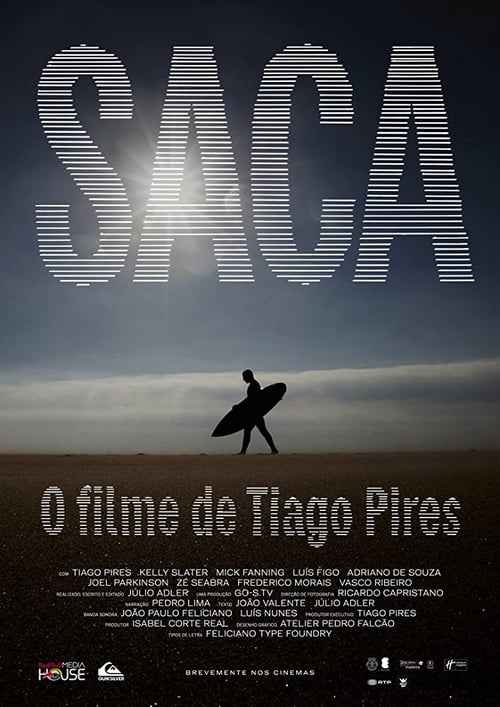 SACA
O filme de Tiago Pires
COM TIAGO PIRES KELLY SLATER MICK FANNING LUÍS FIGO ADRIANO DE SOUZA
JOEL PARKINSON ZÉ SEABRA FREDERICO MORAIS VASCO RIBEIRO
REALIZADO, ESCRITO E EDITADO JÚLIO ADLER UMA PRODUÇÃO GO-S.TV DIREÇÃO DE FOTOGRAFIA RICARDO CAPRISTANO
NARRAÇÃO PEDRO LIMA TEXTO JOÃO VALENTE JÚLIO ADLER
BANDA SONORA JOÃO PAULO FELICIANO LUÍS NUNES PRODUTOR EXECUTIVO TIAGO PIRES
PRODUTOR ISABEL CORTE REAL DESENHO GRÁFICO ATELIER PEDRO FALCÃO
TIPOS DE LETRA FELICIANO TYPE FOUNDRY
Red Bull MEDIA HOUSE
QUIKSILVER
BREVEMENTE NOS CINEMAS
RTP